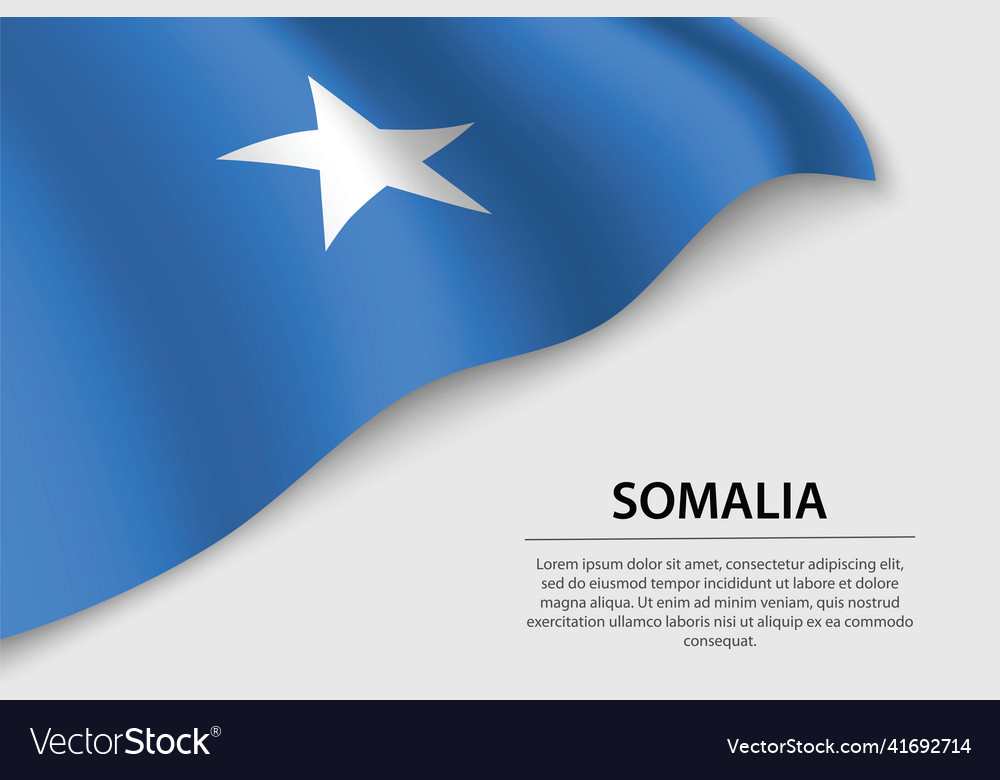 SOMALIA
Lorem ipsum dolor sit amet, consectetur adipiscing elit,
sed do eiusmod tempor incididunt ut labore et dolore
magna aliqua. Ut enim ad minim veniam, quis nostrud
exercitation ullamco laboris nisi ut aliquip ex ea commodo
consequat.
VectorStock®
VectorStock.com/41692714